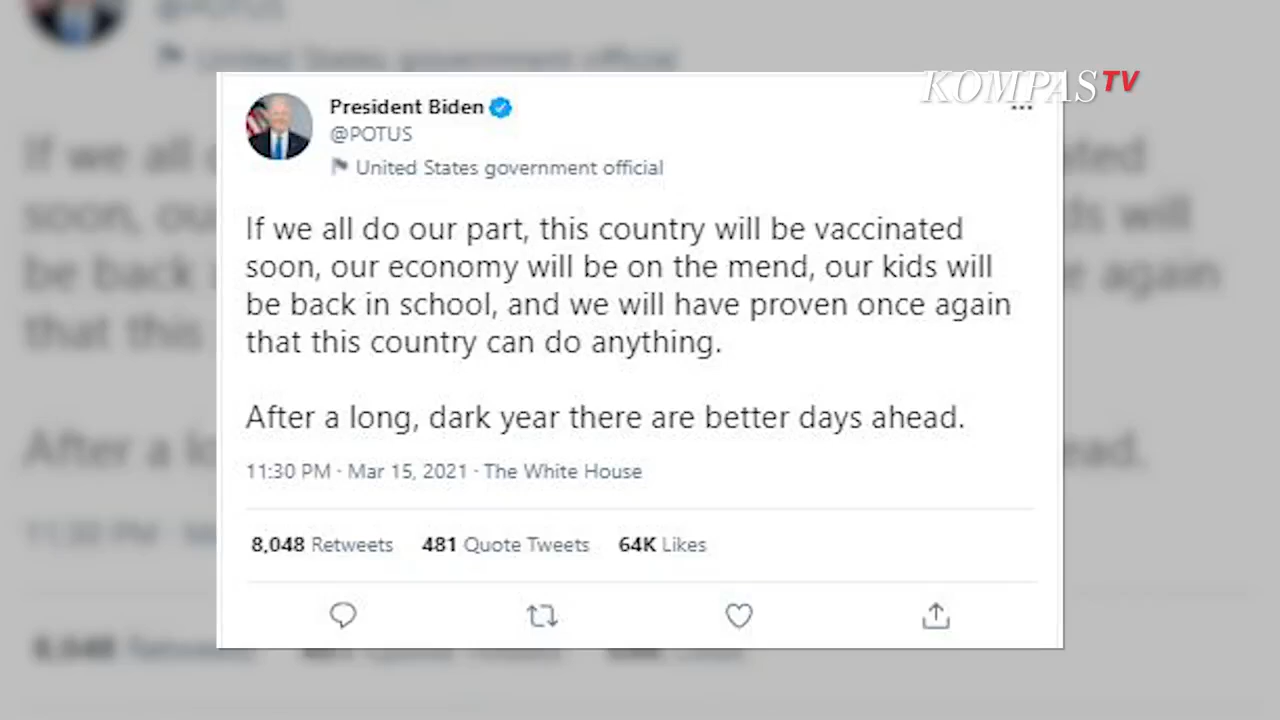 KOMPASTV
President Biden
@POTUS
United States government official
If we all do our part, this country will be vaccinated
soon, our economy will be on the mend, our kids will
be back in school, and we will have proven once again
that this country can do anything.
After a long, dark year there are better days ahead.
11:30 PM · Mar 15, 2021 · The White House
8,048 Retweets 481 Quote Tweets 64K Likes